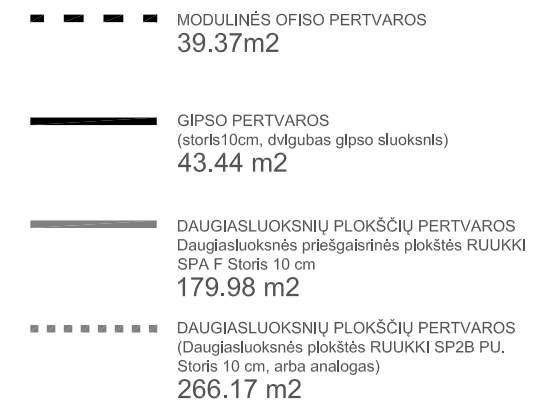 MODULINĖS OFISO PERTVAROS
39.37m2
GIPSO PERTVAROS
(storis10cm, dvigubas gipso sluoksnis)
43.44 m2
DAUGIASLUOKSNIŲ PLOKŠČIŲ PERTVAROS
Daugiasluoksnės priešgaisrinės plokštės RUUKKI
SPA F Storis 10 cm
179.98 m2
DAUGIASLUOKSNIŲ PLOKŠČIŲ PERTVAROS
(Daugiasluoksnės plokštės RUUKKI SP2B PU.
Storis 10 cm, arba analogas)
266.17 m2